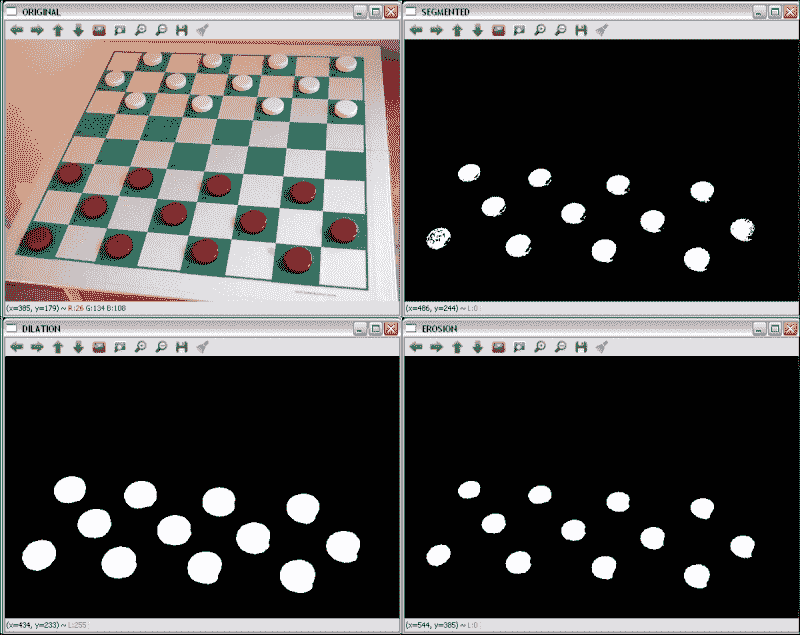 ORIGINAL
SEGMENTED
(x=385, y=179) ~ R:26 G:134 B:108
(x=486, y=244) ~ L:0
DILATION
EROSION
(x=434, y=233) ~ L:255
(x=544, y=385) ~ L:0